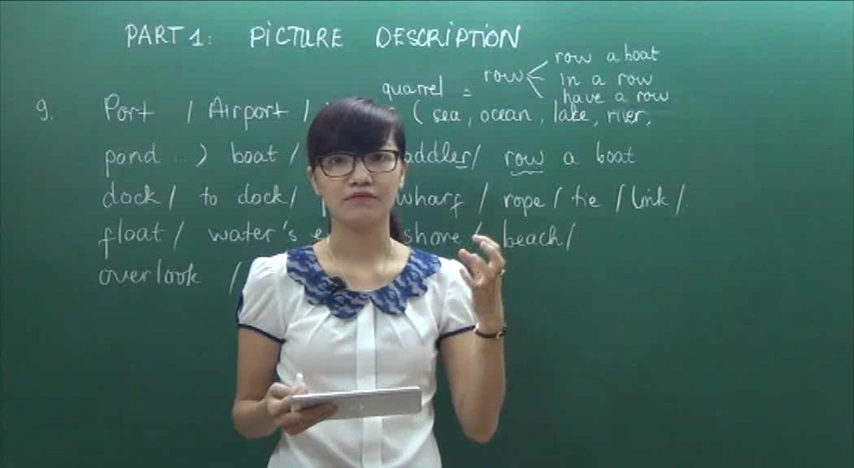 PART 1: PICTURE DESCRIPTION
quarrel = row row a boat
in a row
have a row
9. Port / Airport / ( sea, ocean, lake, river,
pond ...) boat / / row a boat
dock / to dock / wharf / rope / tie / link /
float / water's shore / beach /
overlook /